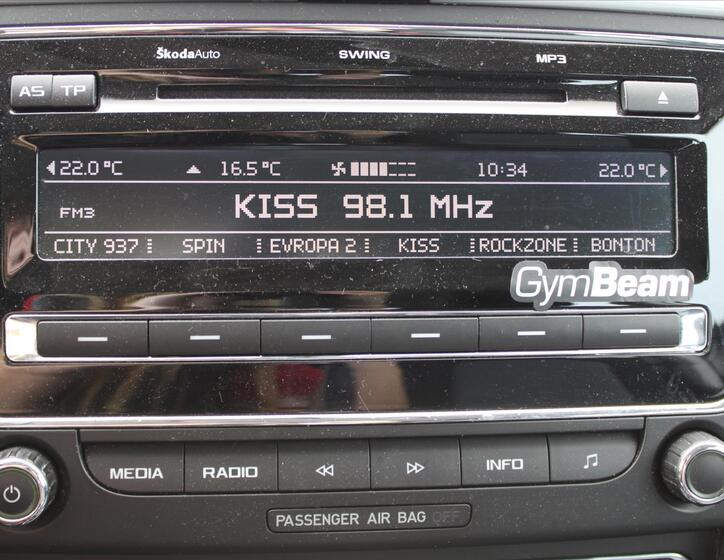 ŠkodaAuto SWING MP3
AS TP
22.0°C 16.5°C 10:34 22.0°C
FM3 KISS 98.1 MHz
CITY 937 SPIN EVROPA 2 KISS ROCKZONE BONTON
GymBeam
MEDIA RADIO INFO
PASSENGER AIR BAG OFF